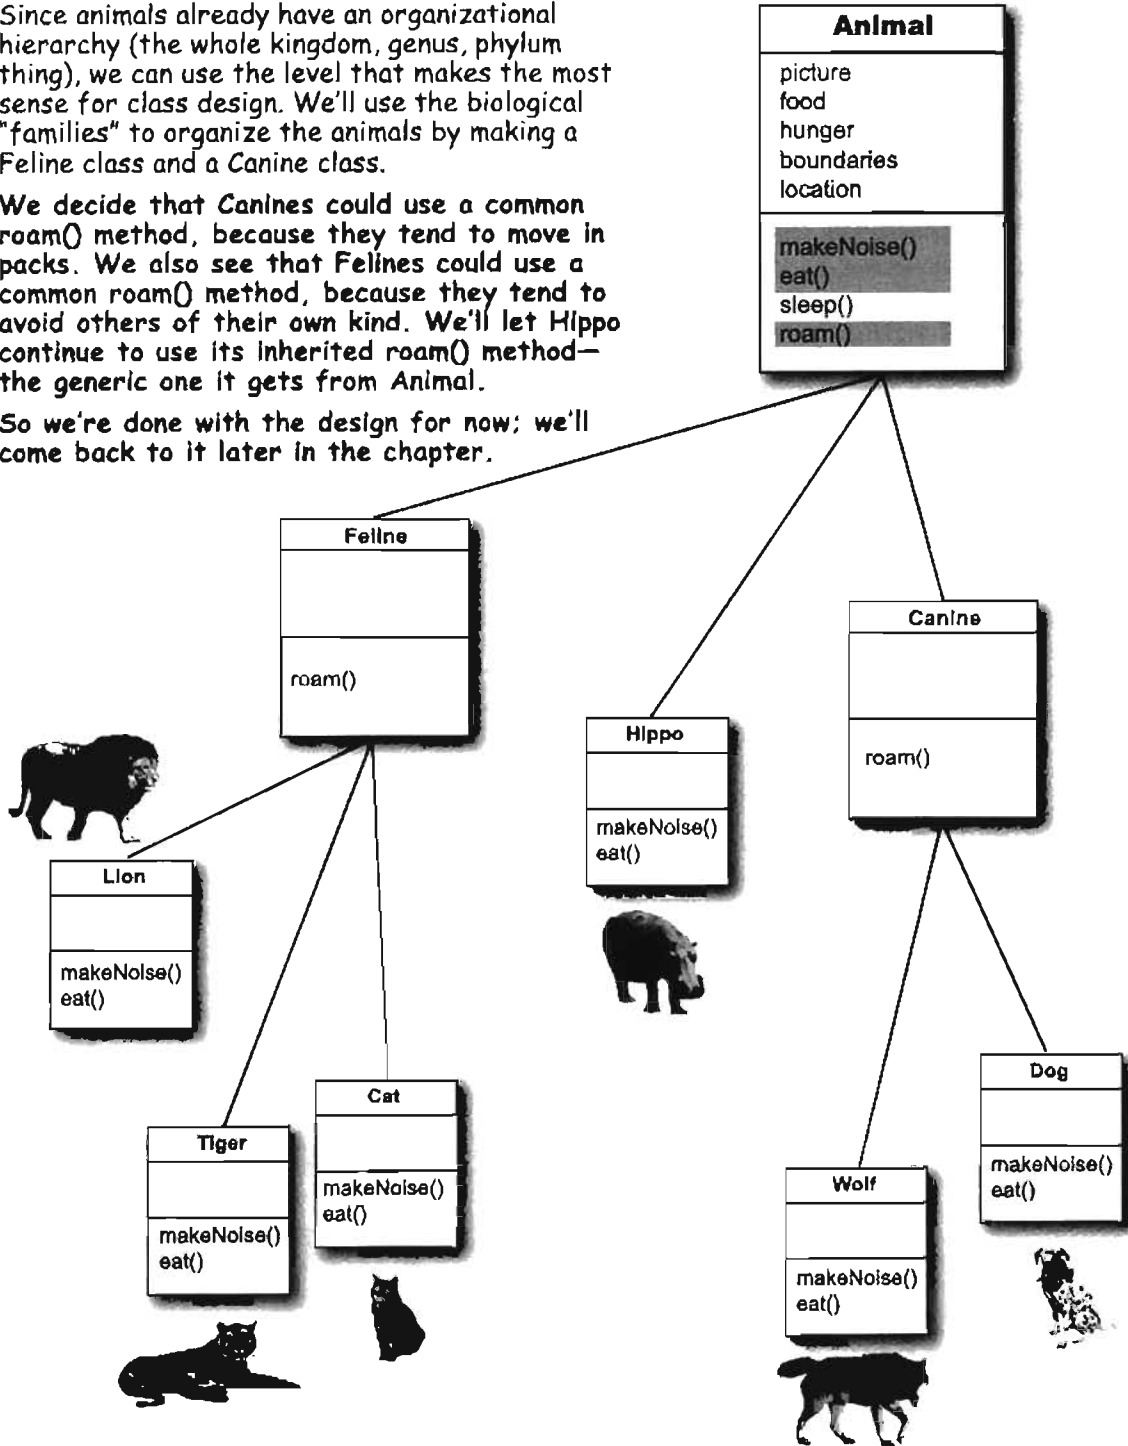 Since animals already have an organizational
hierarchy (the whole kingdom, genus, phylum
thing), we can use the level that makes the most
sense for class design. We'll use the biological
"families" to organize the animals by making a
Feline class and a Canine class.
We decide that Canines could use a common
roam() method, because they tend to move in
packs. We also see that Felines could use a
common roam() method, because they tend to
avoid others of their own kind. We'll let Hippo
continue to use its inherited roam() method—
the generic one it gets from Animal.
So we're done with the design for now; we'll
come back to it later in the chapter.
Animal
picture
food
hunger
boundaries
location
makeNoise()
eat()
sleep()
roam()
Feline
roam()
Canine
roam()
Hippo
makeNoise()
eat()
Lion
makeNoise()
eat()
Tiger
makeNoise()
eat()
Cat
makeNoise()
eat()
Wolf
makeNoise()
eat()
Dog
makeNoise()
eat()